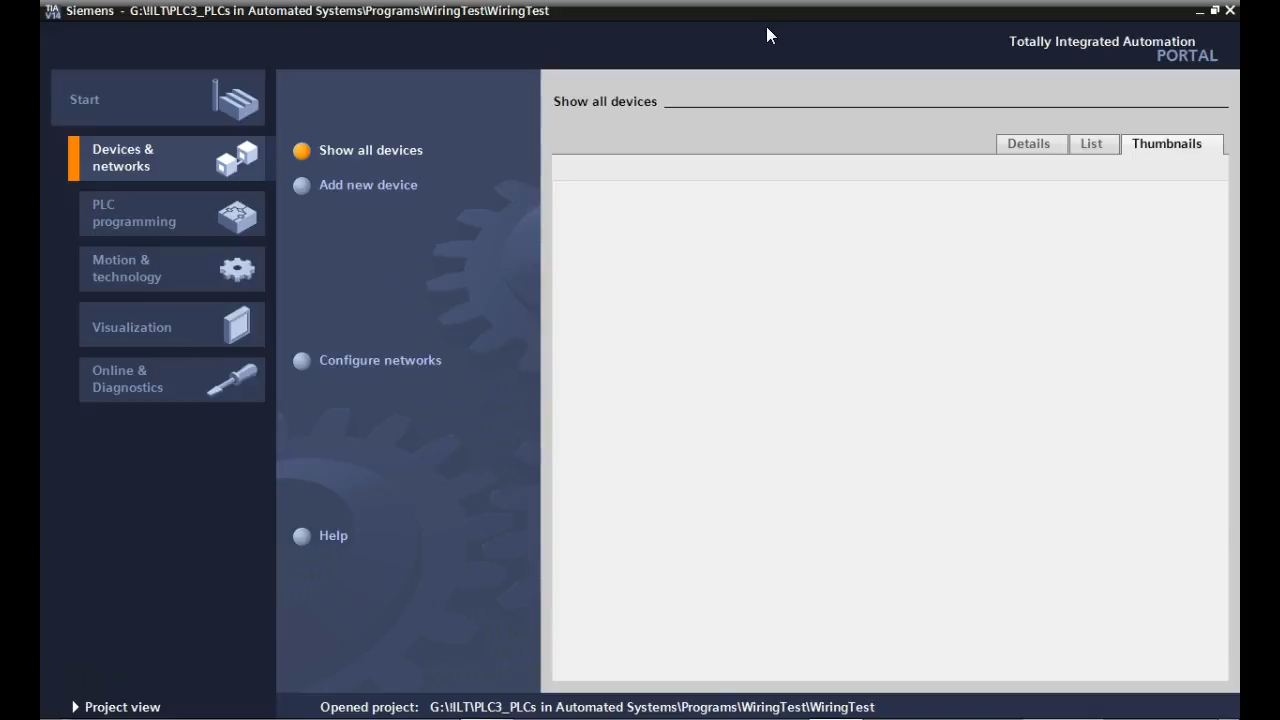 TIA
V14
Siemens - G:\!ILT\PLC3_PLCs in Automated Systems\Programs\WiringTest\WiringTest
Totally Integrated Automation
PORTAL
Start
Devices &
networks
PLC
programming
Motion &
technology
Visualization
Online &
Diagnostics
Show all devices
Add new device
Configure networks
Help
Show all devices
Details
List
Thumbnails
Project view
Opened project: G:\!ILT\PLC3_PLCs in Automated Systems\Programs\WiringTest\WiringTest